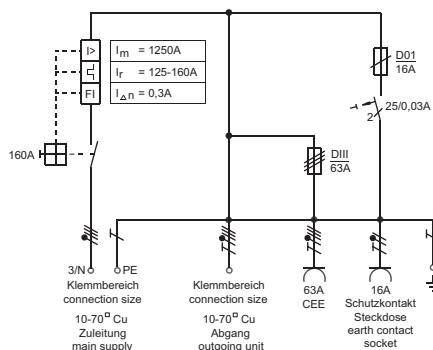 I>
FI
Im = 1250A
Ir = 125-160A
I△n = 0,3A
160A
D01
16A
25/0,03A
2
DIII
63A
3/N
PE
Klemmbereich
connection size
10-70□ Cu
Zuleitung
main supply
Klemmbereich
connection size
10-70□ Cu
Abgang
outgoing unit
63A
CEE
16A
Schutzkontakt
Steckdose
earth contact
socket